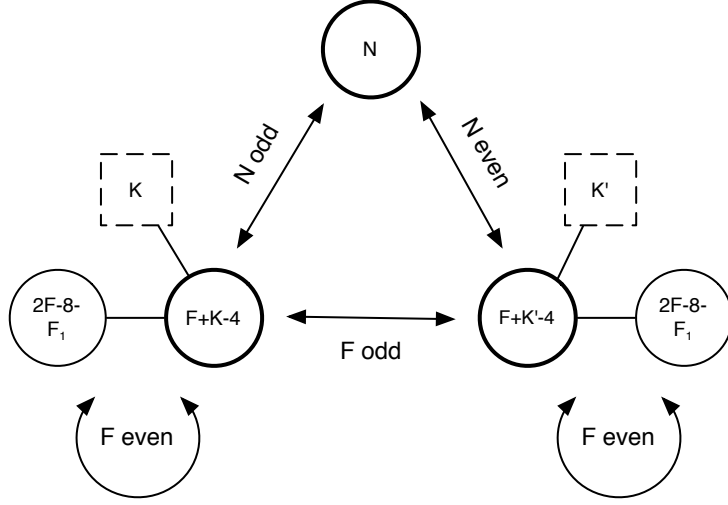 N
N odd
N even
K
K'
2F-8-
F₁
F+K-4
F odd
F+K'-4
2F-8-
F₁
F even
F even